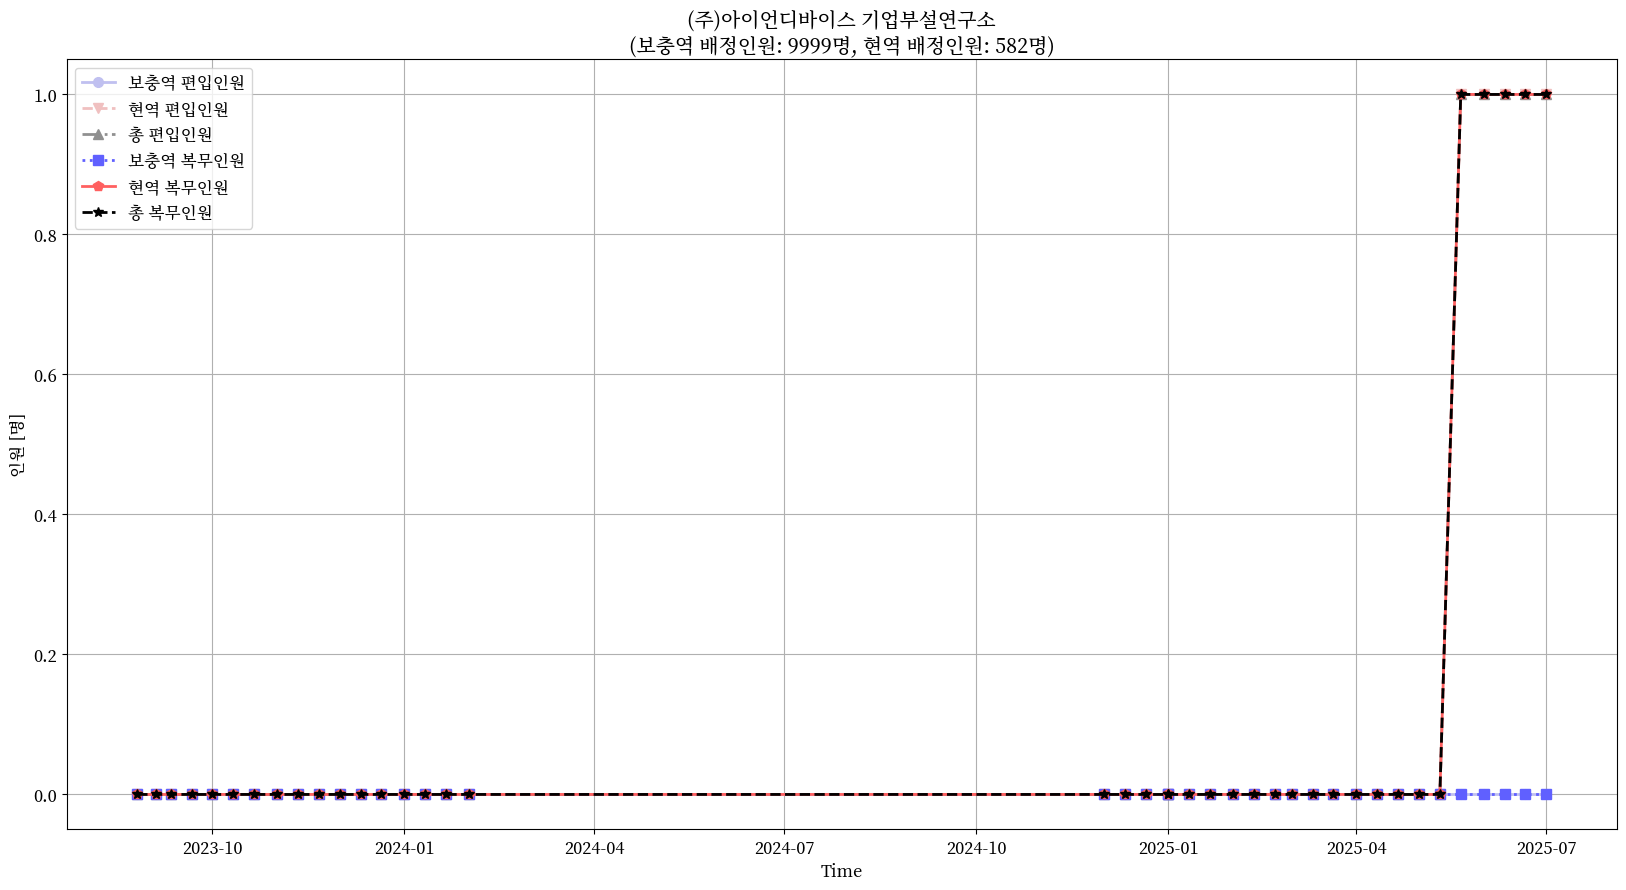 (주)아이언디바이스 기업부설연구소
(보충역 배정인원: 9999명, 현역 배정인원: 582명)
보충역 편입인원
현역 편입인원
총 편입인원
보충역 복무인원
현역 복무인원
총 복무인원
인원 [명]
1.0
0.8
0.6
0.4
0.2
0.0
2023-10
2024-01
2024-04
2024-07
2024-10
2025-01
2025-04
2025-07
Time